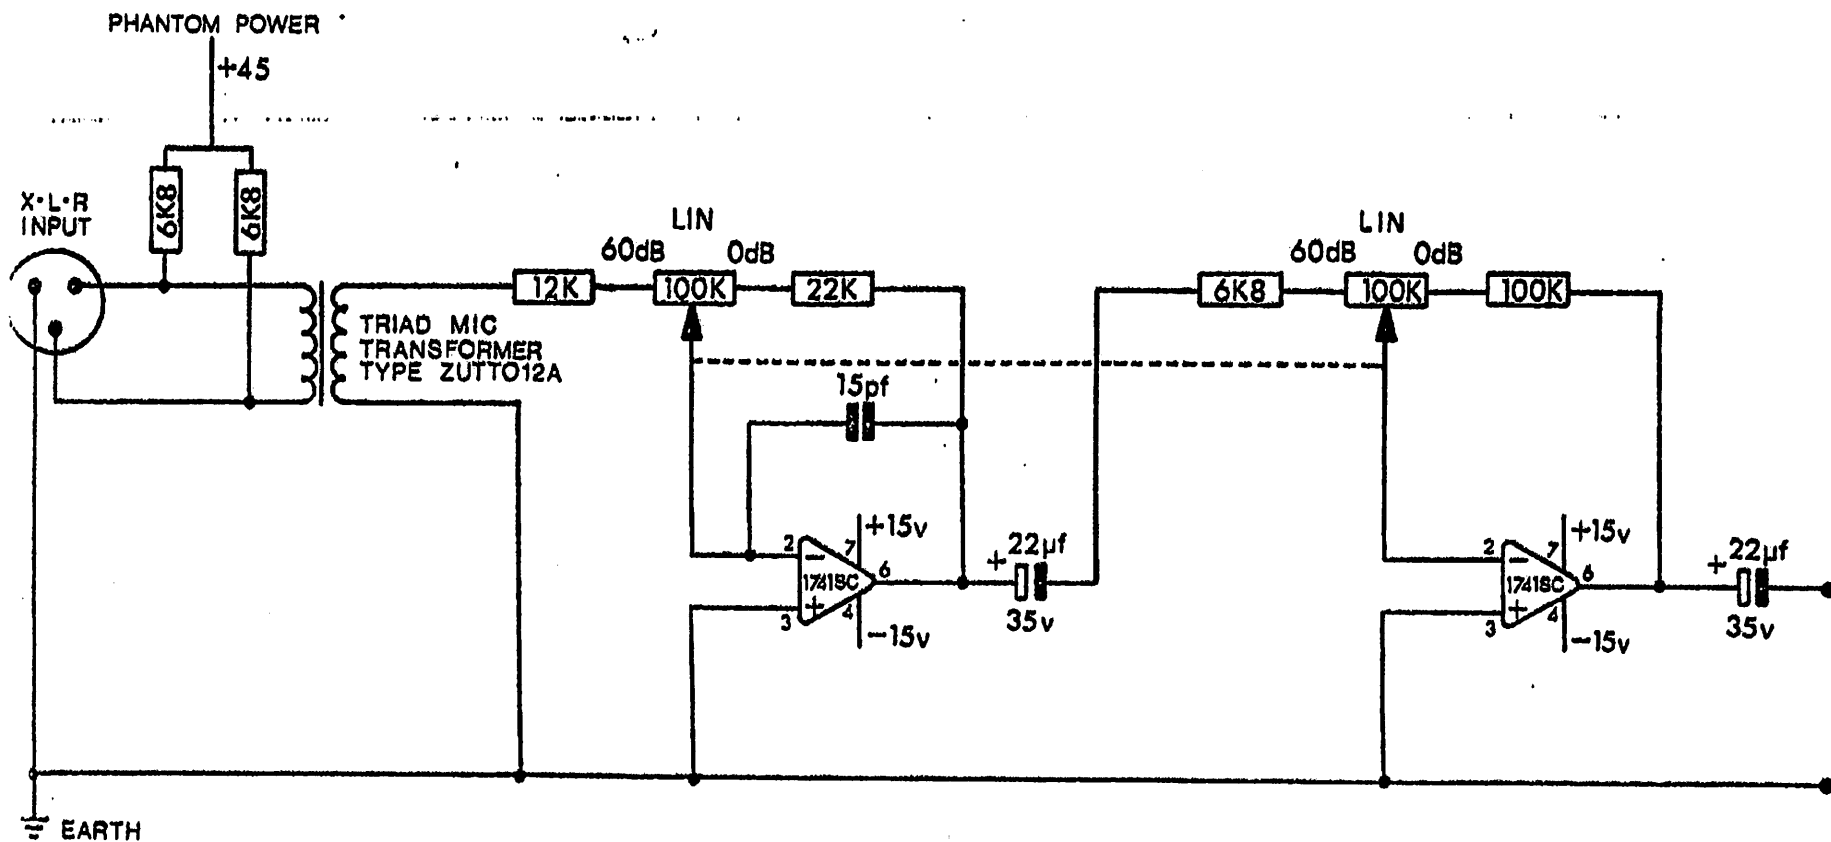 PHANTOM POWER
+45
X·L·R
INPUT
6K8
6K8
TRIAD MIC
TRANSFORMER
TYPE ZUTTO12A
LIN
60dB
0dB
12K
100K
22K
15pf
2
7
+15v
-
1741SC
6
+
3
4
-15v
+
22µf
35v
LIN
60dB
0dB
6K8
100K
100K
2
7
+15v
-
1741SC
6
+
3
4
-15v
+
22µf
35v
EARTH